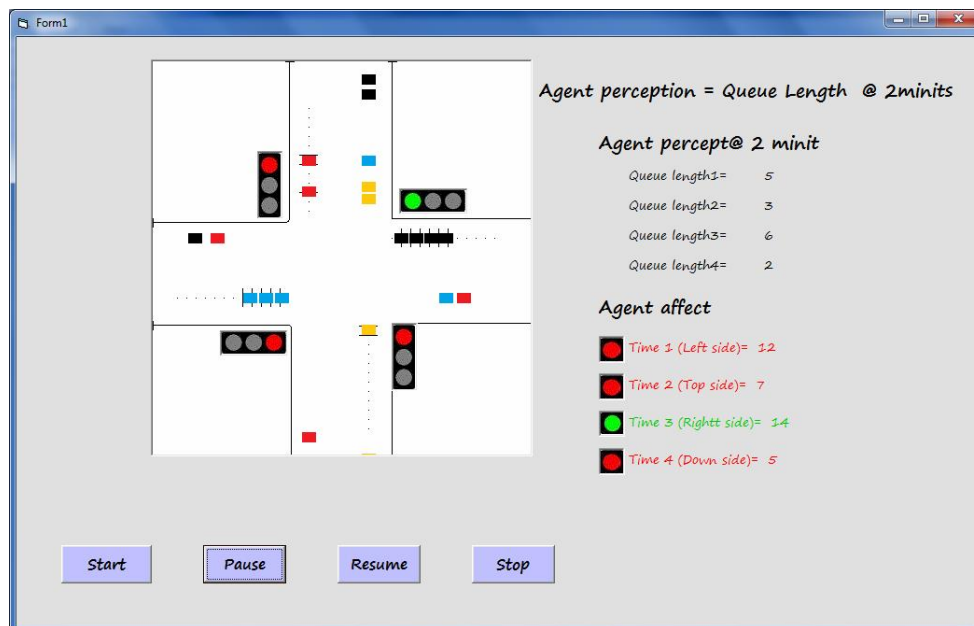 Form1
Agent perception = Queue Length @ 2minits
Agent percept@ 2 minit
Queue length1= 5
Queue length2= 3
Queue length3= 6
Queue length4= 2
Agent affect
Time 1 (Left side)= 12
Time 2 (Top side)= 7
Time 3 (Rightt side)= 14
Time 4 (Down side)= 5
Start Pause Resume Stop